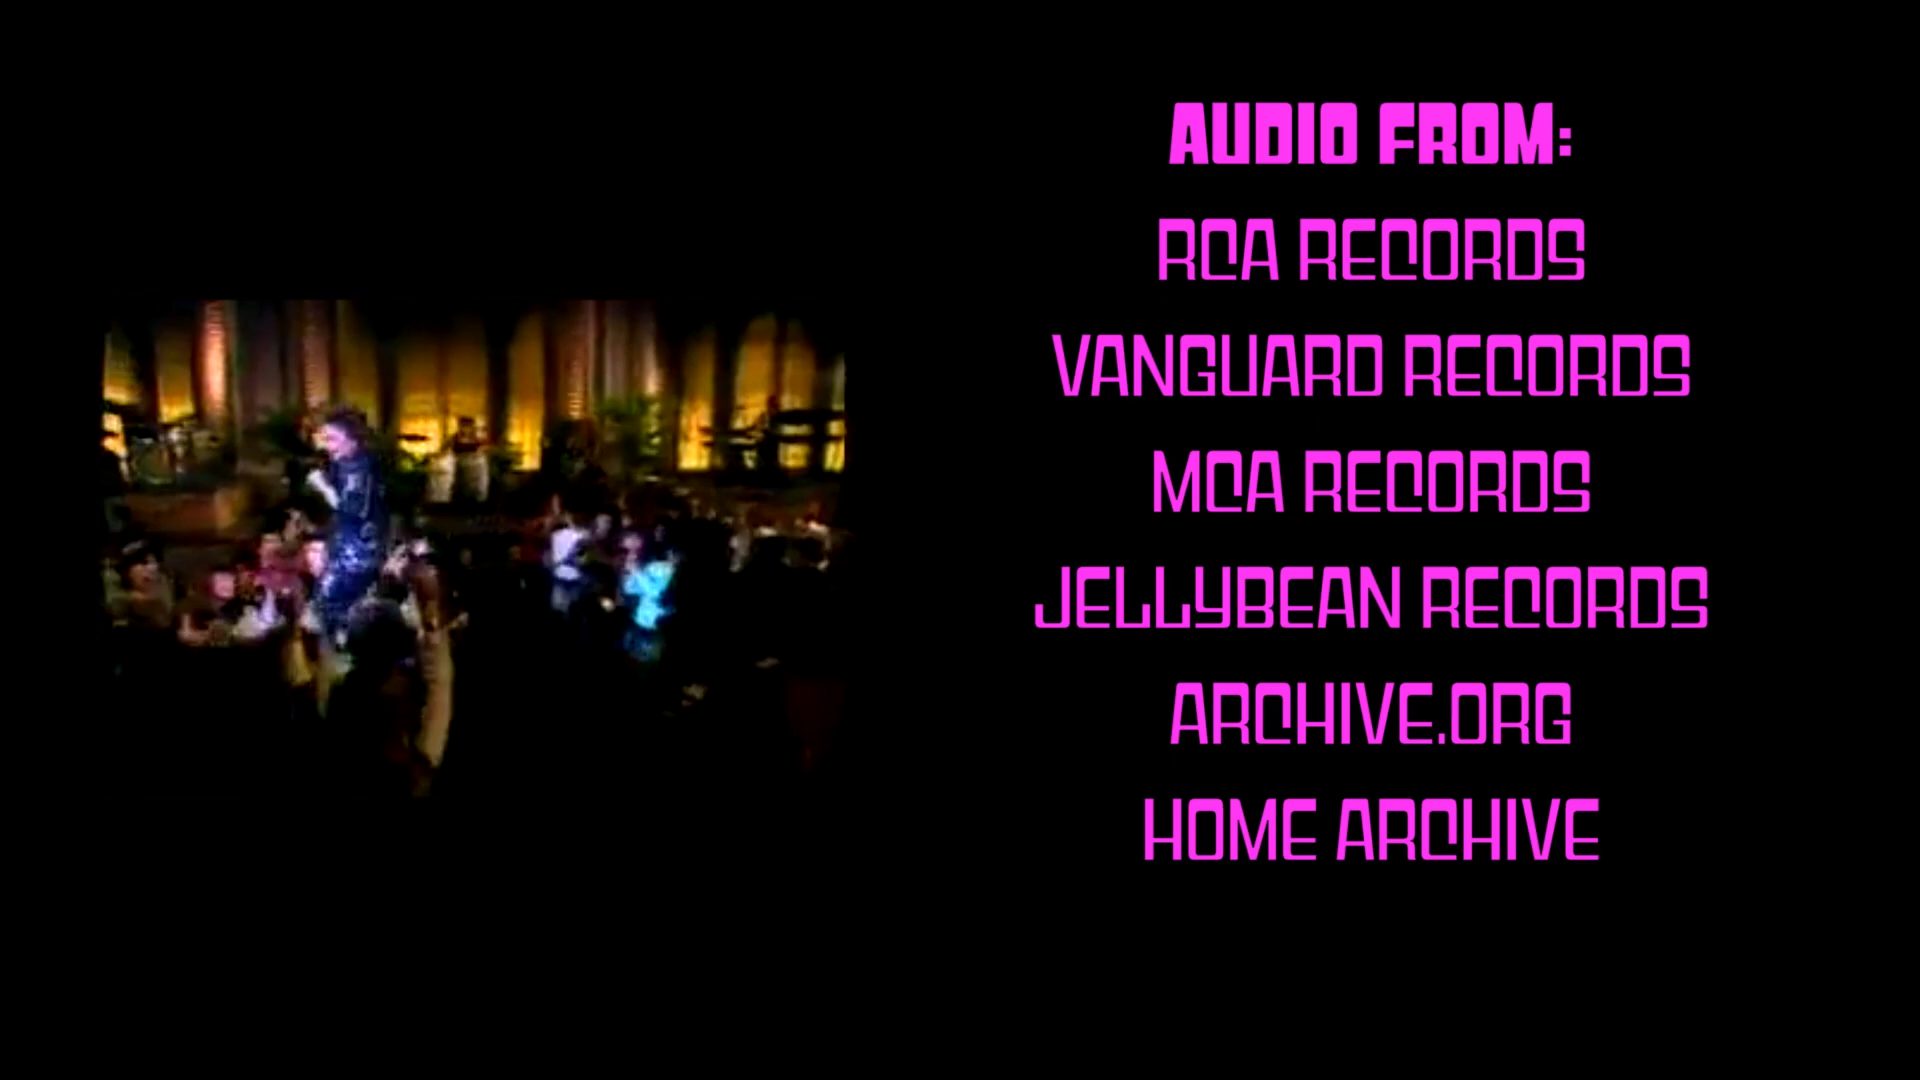 AUDIO FROM:
RCA RECORDS
VANGUARD RECORDS
MCA RECORDS
JELLYBEAN RECORDS
ARCHIVE.ORG
HOME ARCHIVE